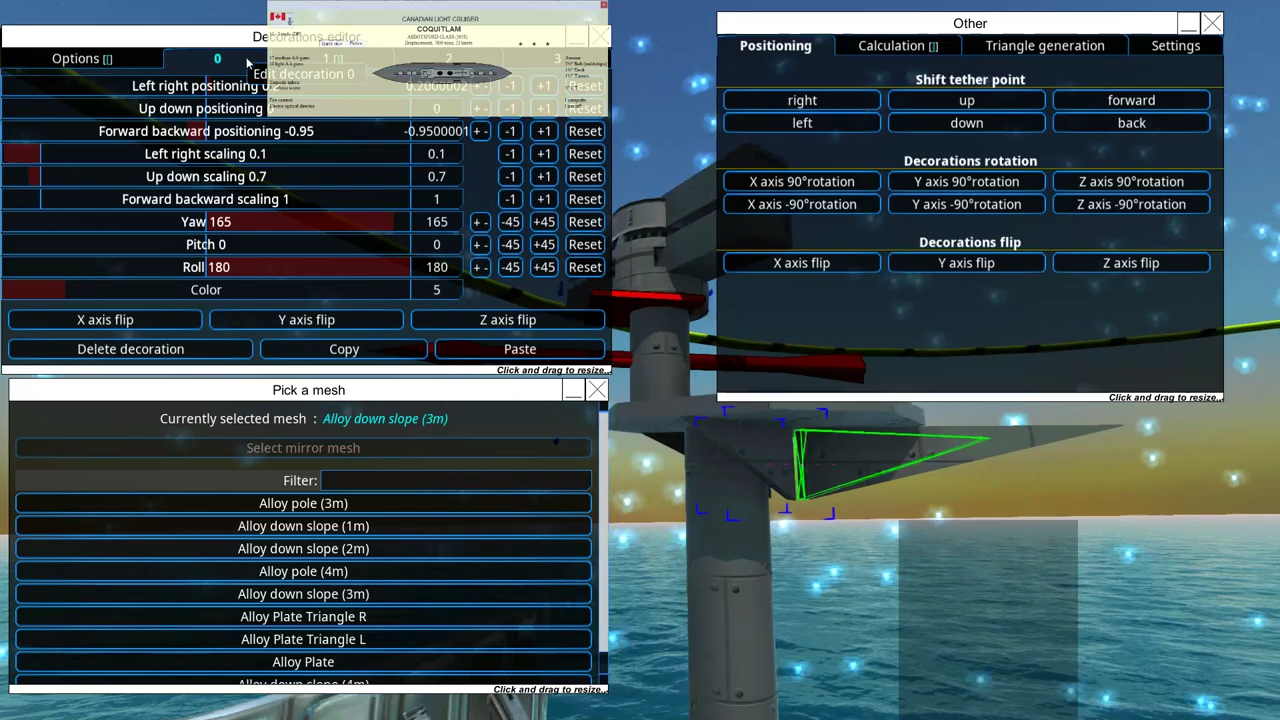 CANADIAN LIGHT CRUISER
COQUITLAM
Decorations editor
Options [[]]
0
1 [[]]
2
3
Edit decoration 0
Left right positioning 0.2
0.2000002
Up down positioning
0
Forward backward positioning -0.95
-0.9500001
+ -
-1
+1
Reset
Left right scaling 0.1
0.1
-1
+1
Reset
Up down scaling 0.7
0.7
-1
+1
Reset
Forward backward scaling 1
1
-1
+1
Reset
Yaw 165
165
+ -
-45
+45
Reset
Pitch 0
0
+ -
-45
+45
Reset
Roll 180
180
+ -
-45
+45
Reset
Color
5
X axis flip
Y axis flip
Z axis flip
Delete decoration
Copy
Paste
Click and drag to resize...
Pick a mesh
Currently selected mesh : Alloy down slope (3m)
Select mirror mesh
Filter:
Alloy pole (3m)
Alloy down slope (1m)
Alloy down slope (2m)
Alloy pole (4m)
Alloy down slope (3m)
Alloy Plate Triangle R
Alloy Plate Triangle L
Alloy Plate
Alloy down slope (4m)
Click and drag to resize...
Other
Positioning
Calculation [[]]
Triangle generation
Settings
Shift tether point
right
up
forward
left
down
back
Decorations rotation
X axis 90°rotation
Y axis 90°rotation
Z axis 90°rotation
X axis -90°rotation
Y axis -90°rotation
Z axis -90°rotation
Decorations flip
X axis flip
Y axis flip
Z axis flip
Click and drag to resize...